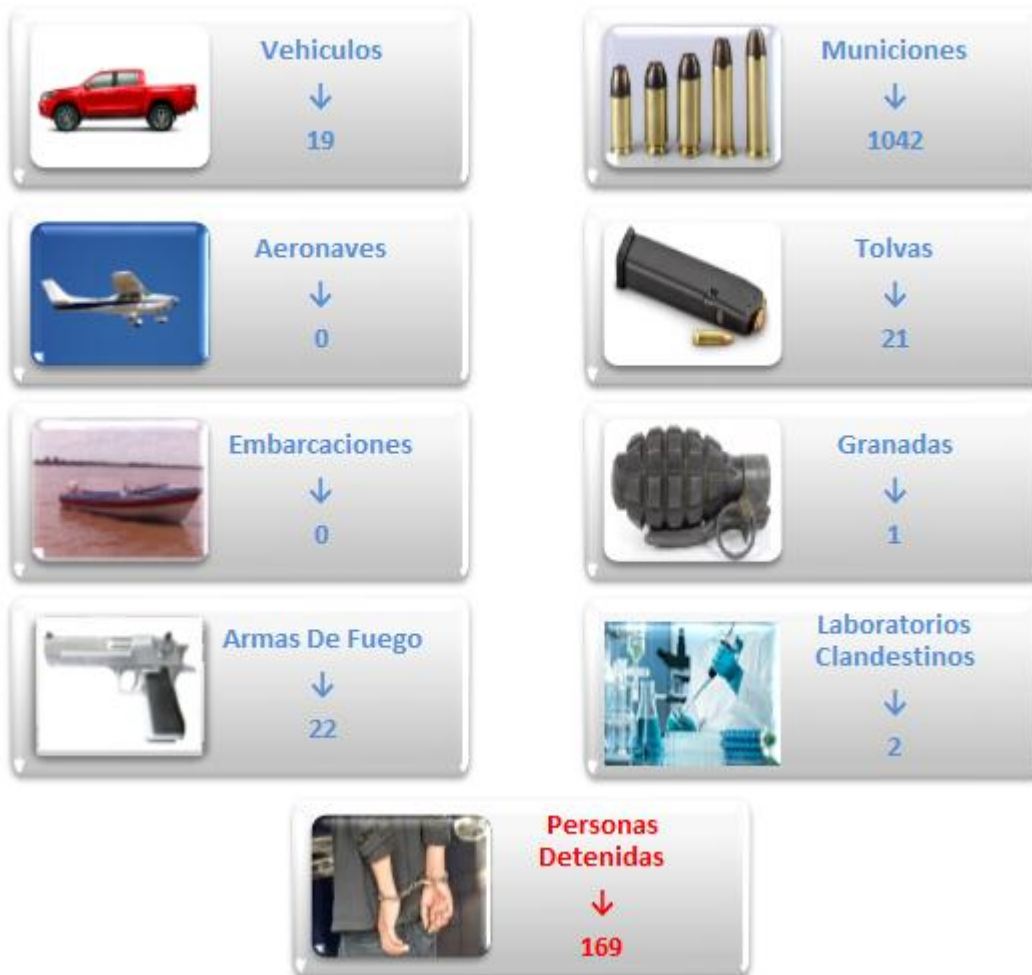 Vehiculos
↓
19
Municiones
↓
1042
Aeronaves
↓
0
Tolvas
↓
21
Embarcaciones
↓
0
Granadas
↓
1
Armas De Fuego
↓
22
Laboratorios
Clandestinos
↓
2
Personas
Detenidas
↓
169